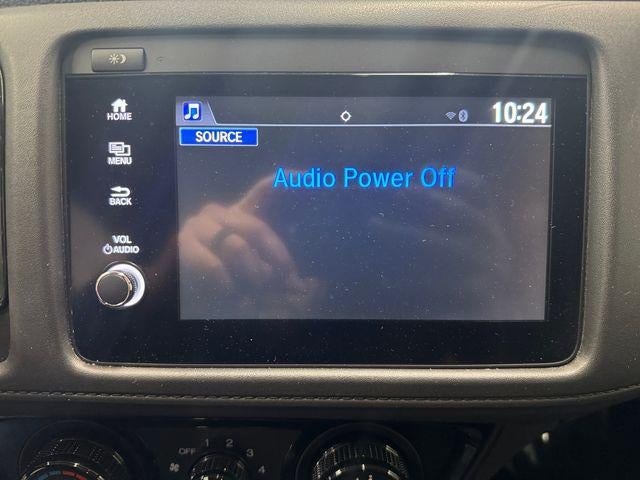 10:24
HOME
SOURCE
MENU
Audio Power Off
BACK
VOL
AUDIO
OFF 1 2 3 4